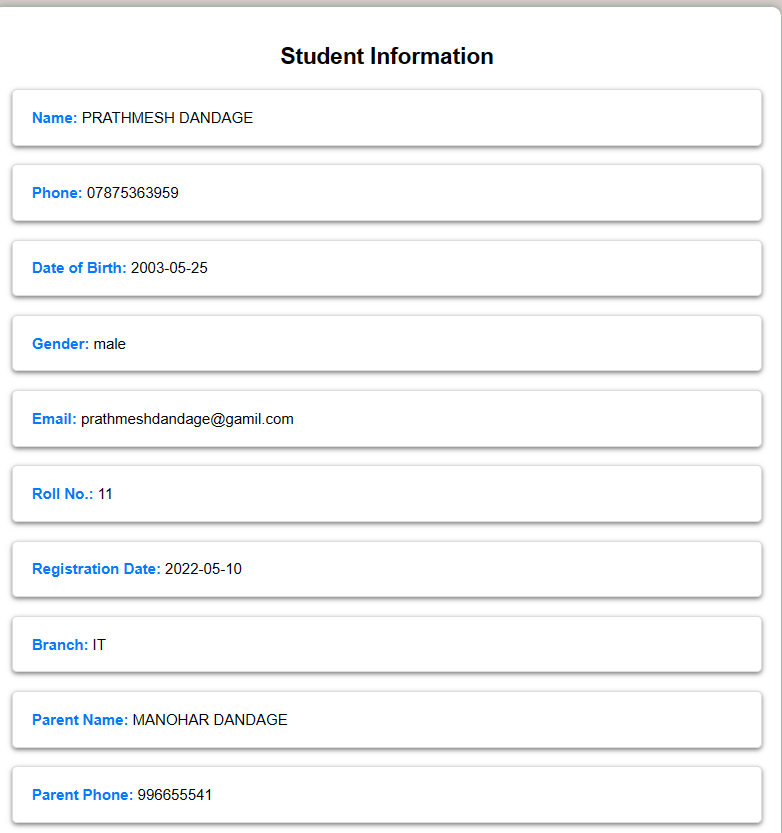 Student Information
Name: PRATHMESH DANDAGE
Phone: 07875363959
Date of Birth: 2003-05-25
Gender: male
Email: prathmeshdandage@gamil.com
Roll No.: 11
Registration Date: 2022-05-10
Branch: IT
Parent Name: MANOHAR DANDAGE
Parent Phone: 996655541